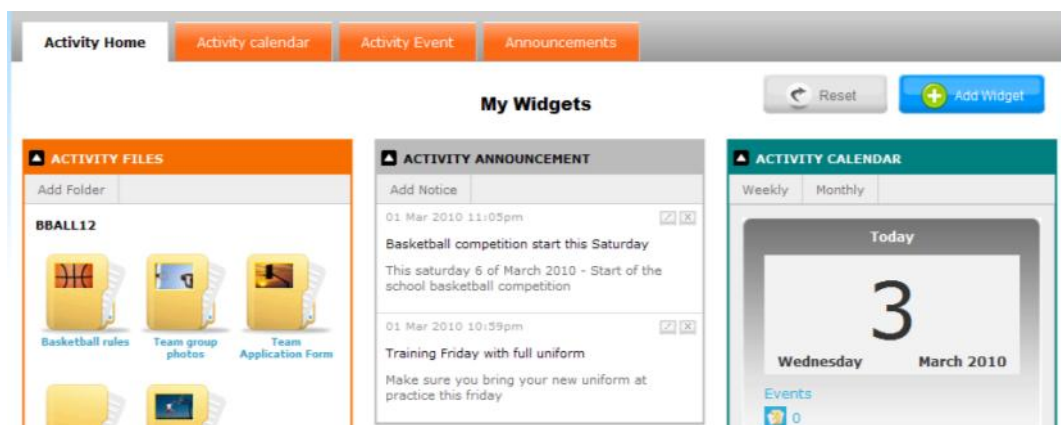 Activity Home
Activity calendar
Activity Event
Announcements
My Widgets
Reset
Add Widget
ACTIVITY FILES
Add Folder
BBALL12
Basketball rules
Team group
photos
Team
Application Form
ACTIVITY ANNOUNCEMENT
Add Notice
01 Mar 2010 11:05pm
Basketball competition start this Saturday
This saturday 6 of March 2010 - Start of the
school basketball competition
01 Mar 2010 10:59pm
Training Friday with full uniform
Make sure you bring your new uniform at
practice this friday
ACTIVITY CALENDAR
Weekly
Monthly
Today
3
Wednesday
March 2010
Events
0